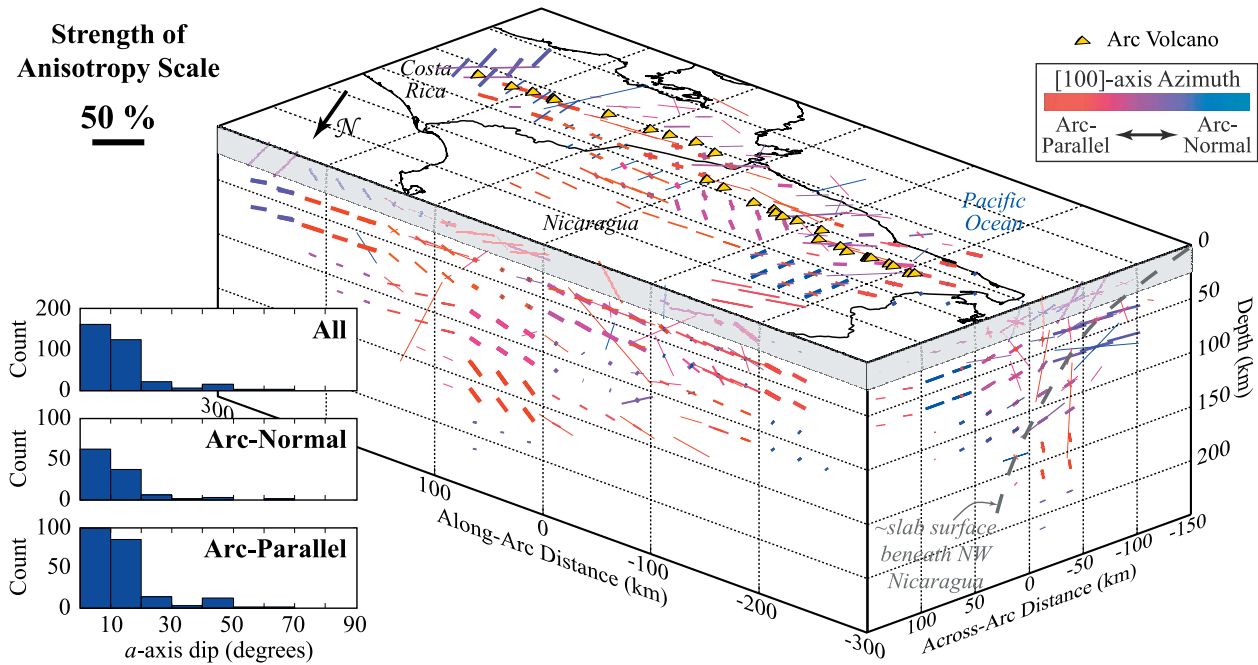 Strength of
Anisotropy Scale
50 %
N
Costa
Rica
Nicaragua
Pacific
Ocean
Arc Volcano
[100]-axis Azimuth
Arc-
Parallel
Arc-
Normal
0
50
100
150
200
Depth (km)
~slab surface
beneath NW
Nicaragua
300
100
0
-100
-200
-300
Along-Arc Distance (km)
100
50
0
-50
-100
-150
Across-Arc Distance (km)
200
100
0
Count
All
100
50
0
Count
Arc-Normal
100
50
0
Count
Arc-Parallel
10 30 50 70 90
a-axis dip (degrees)